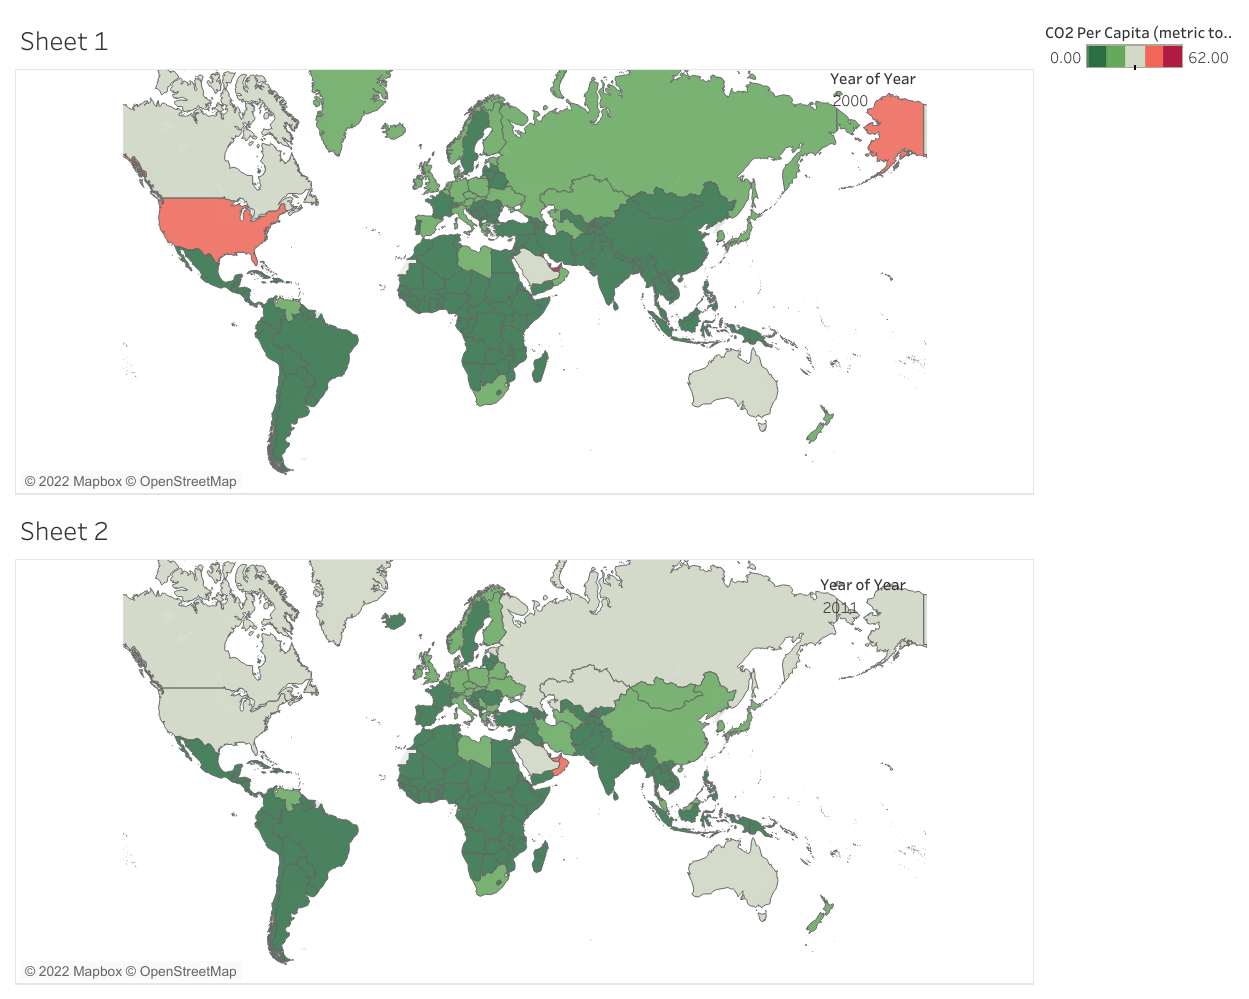 Sheet 1
CO2 Per Capita (metric to..
0.00 62.00
Year of Year
2000
© 2022 Mapbox © OpenStreetMap
Sheet 2
Year of Year
2011
© 2022 Mapbox © OpenStreetMap